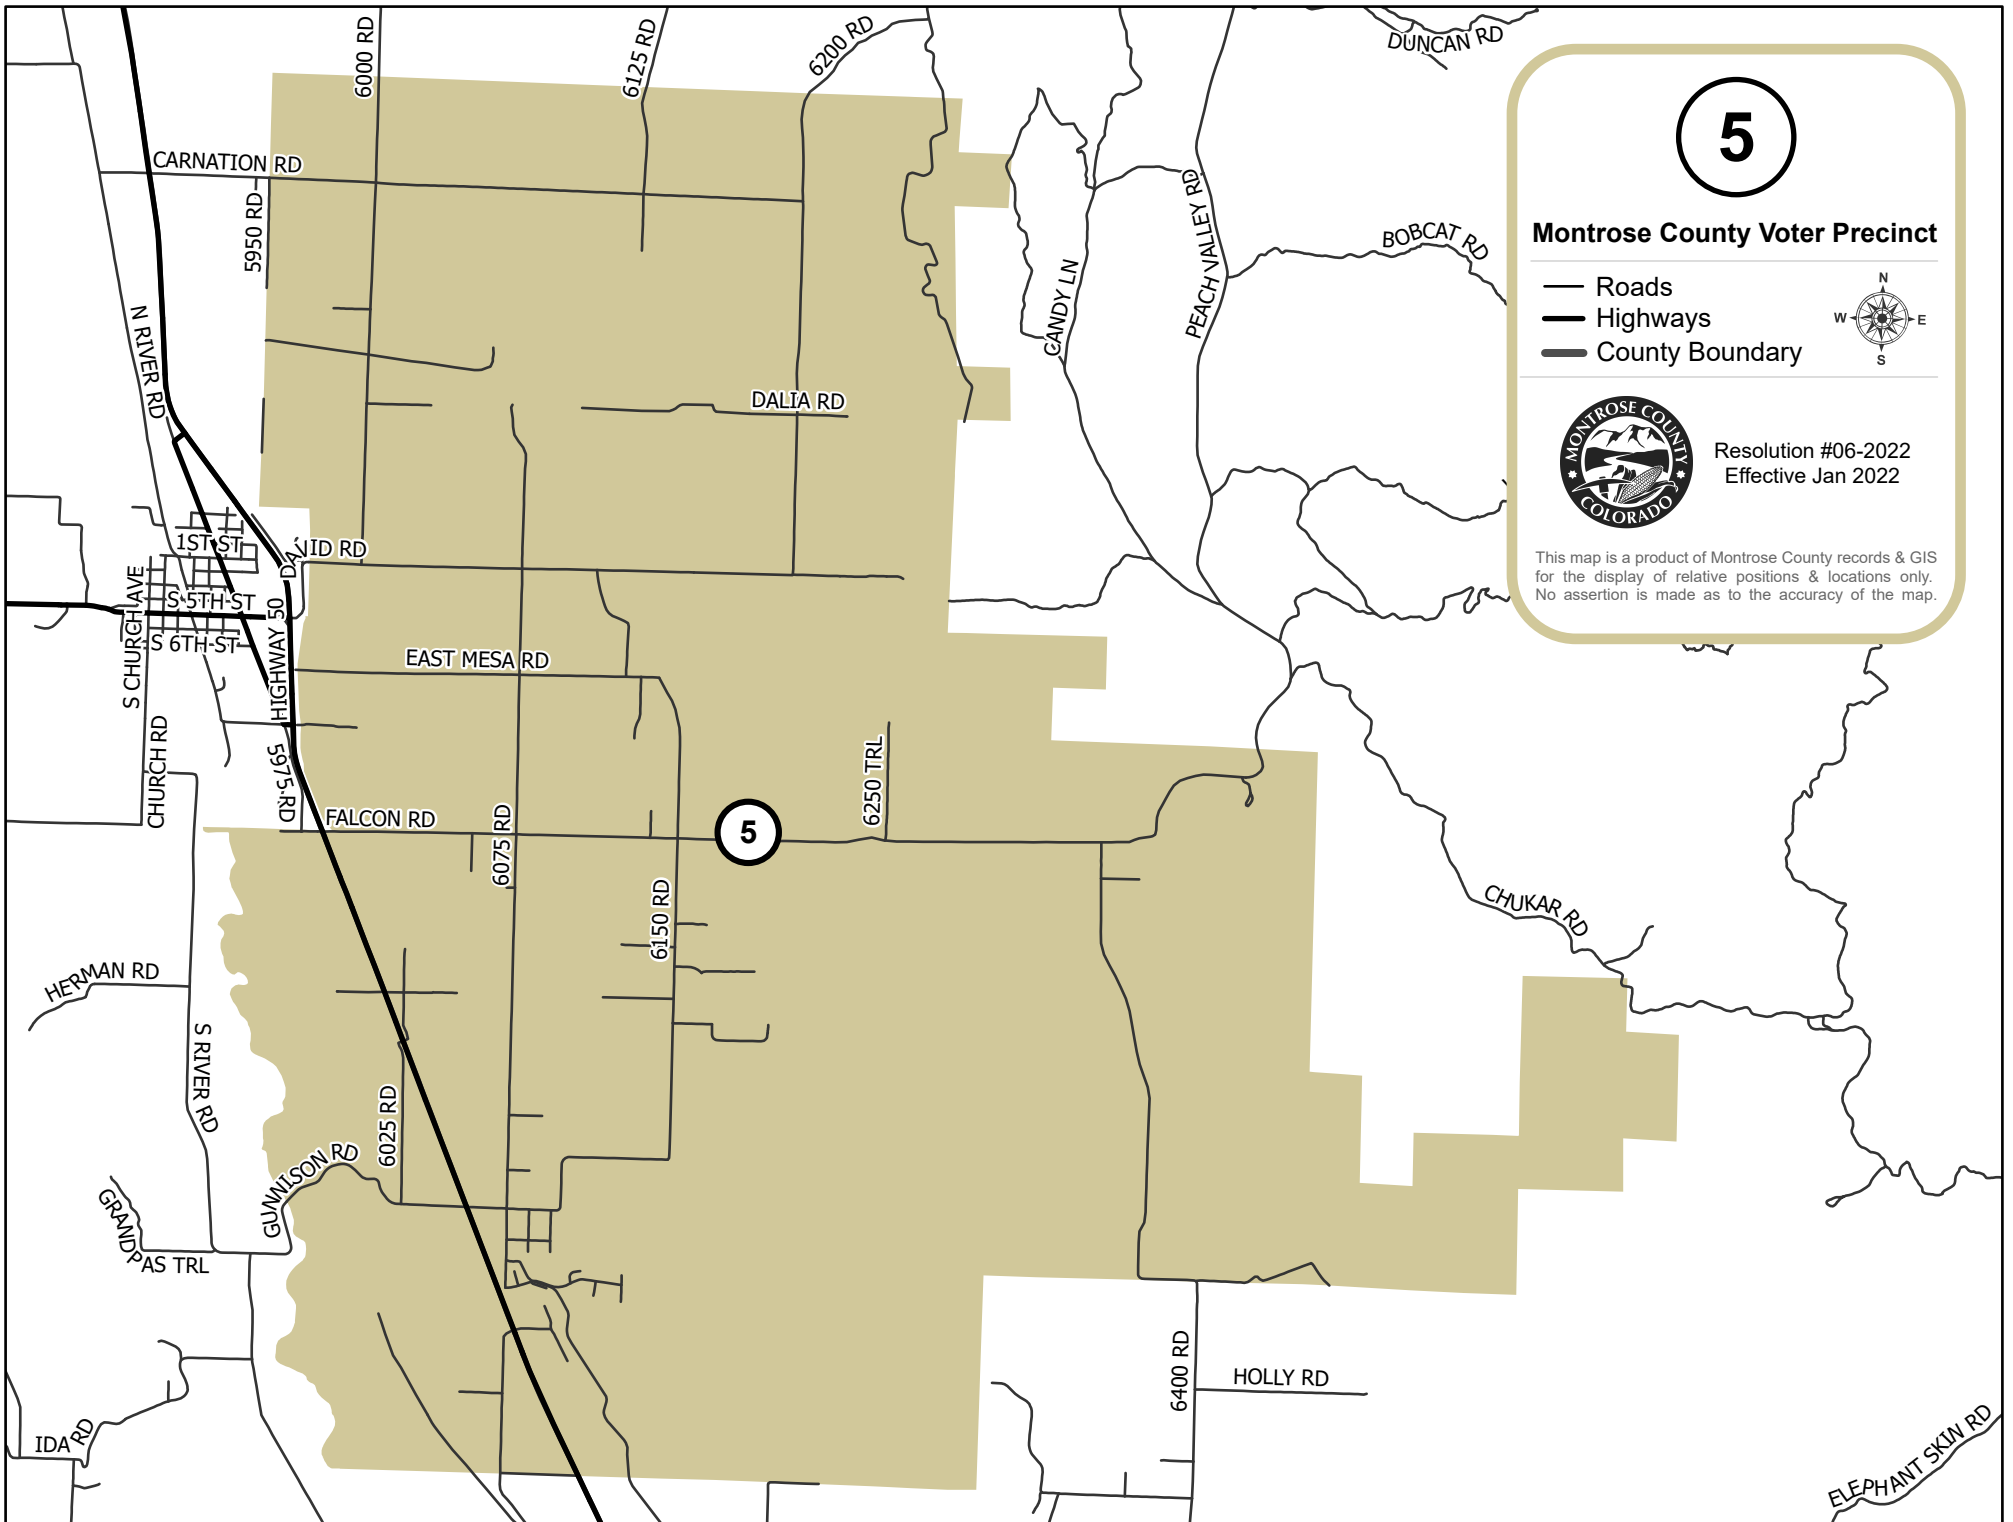 6000 RD
6125 RD
6200 RD
DUNCAN RD
5
Montrose County Voter Precinct
Roads
Highways
County Boundary
N
W
E
S
MONTROSE COUNTY
COLORADO
Resolution #06-2022
Effective Jan 2022
This map is a product of Montrose County records & GIS
for the display of relative positions & locations only.
No assertion is made as to the accuracy of the map.
CARNATION RD
5950 RD
PEACH VALLEY RD
BOBCAT RD
CANDY LN
N RIVER RD
DALIA RD
1ST ST
DAVID RD
S CHURCH AVE
S 5TH ST
S 6TH ST
HIGHWAY 50
EAST MESA RD
CHURCH RD
5975 RD
6250 TRL
FALCON RD
6075 RD
5
6150 RD
CHUKAR RD
HERMAN RD
S RIVER RD
6025 RD
GUNNISON RD
GRANDPAS TRL
6400 RD
HOLLY RD
IDA RD
ELEPHANT SKIN RD